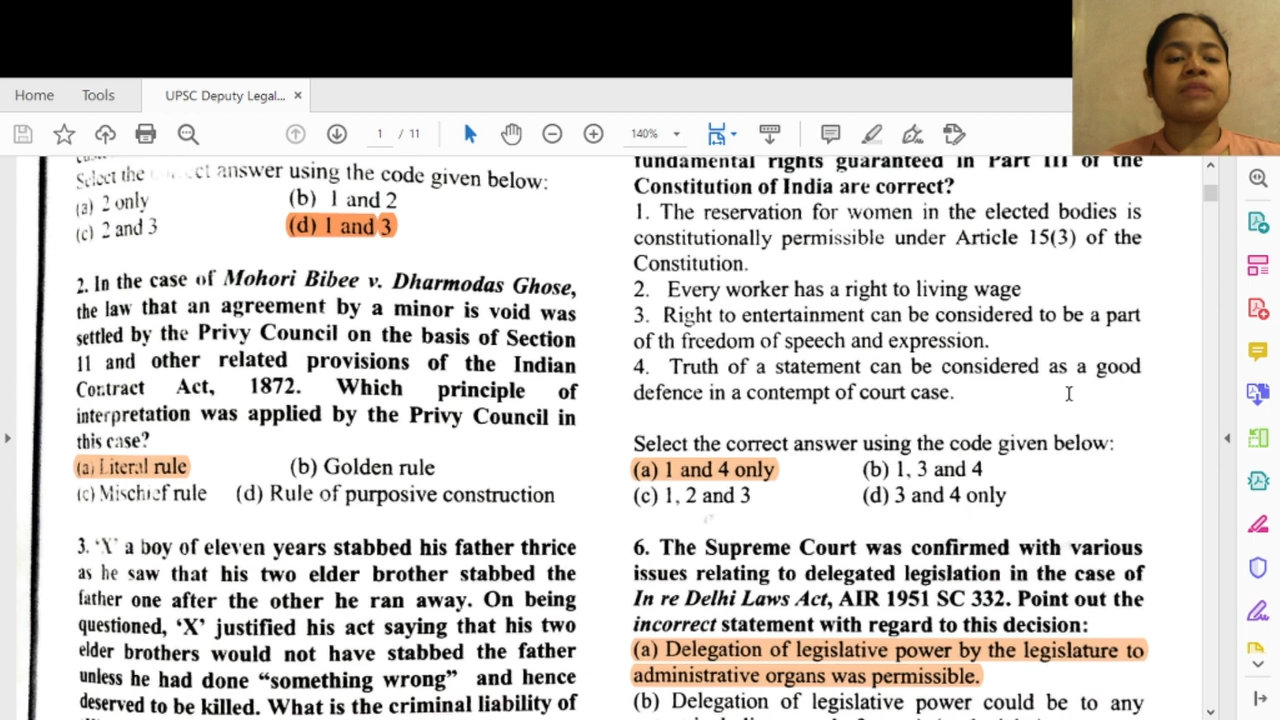 Home
Tools
UPSC Deputy Legal...
1 / 11
140%
Select the
answer using the code given below:
(a) 2 only
(b) 1 and 2
(c) 2 and 3
(d) 1 and 3
2. In the case of Mohori Bibee v. Dharmodas Ghose,
the law that an agreement by a minor is void was
settled by the Privy Council on the basis of Section
11 and other related provisions of the Indian
Contract Act, 1872. Which principle of
interpretation was applied by the Privy Council in
this case?
(a) Literal rule
(b) Golden rule
(c) Mischief rule
(d) Rule of purposive construction
3. 'X' a boy of eleven years stabbed his father thrice
as he saw that his two elder brother stabbed the
father one after the other he ran away. On being
questioned, 'X' justified his act saying that his two
elder brothers would not have stabbed the father
unless he had done "something wrong" and hence
deserved to be killed. What is the criminal liability of
fundamental rights guaranteed in Part III of the
Constitution of India are correct?
1. The reservation for women in the elected bodies is
constitutionally permissible under Article 15(3) of the
Constitution.
2. Every worker has a right to living wage
3. Right to entertainment can be considered to be a part
of th freedom of speech and expression.
4. Truth of a statement can be considered as a good
defence in a contempt of court case.
Select the correct answer using the code given below:
(a) 1 and 4 only
(b) 1, 3 and 4
(c) 1, 2 and 3
(d) 3 and 4 only
6. The Supreme Court was confirmed with various
issues relating to delegated legislation in the case of
In re Delhi Laws Act, AIR 1951 SC 332. Point out the
incorrect statement with regard to this decision:
(a) Delegation of legislative power by the legislature to
administrative organs was permissible.
(b) Delegation of legislative power could be to any